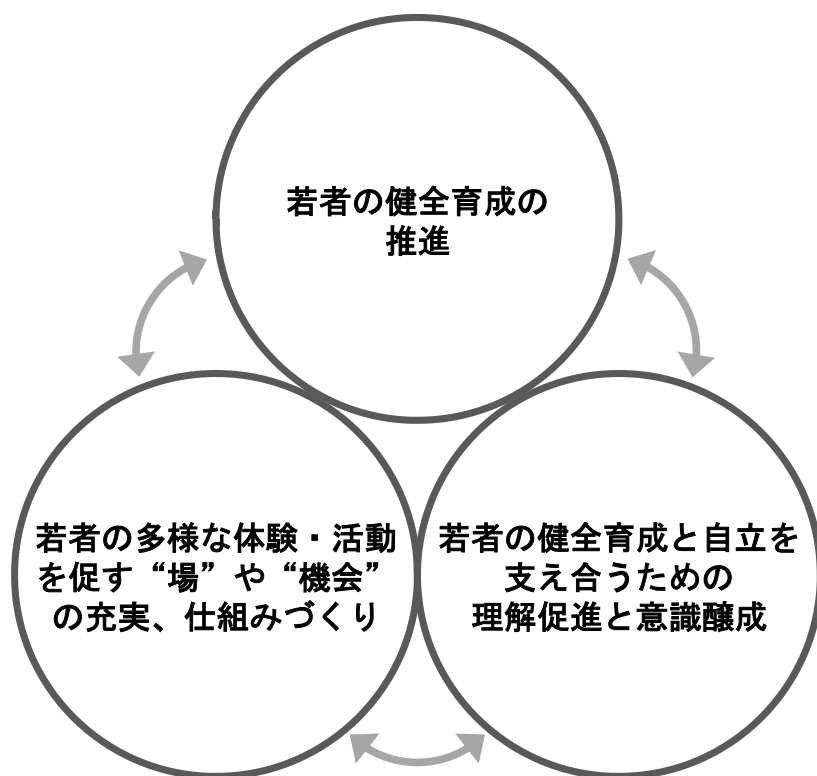 若者の健全育成の
推進
若者の多様な体験・活動
を促す“場”や“機会”
の充実、仕組みづくり
若者の健全育成と自立を
支え合うための
理解促進と意識醸成